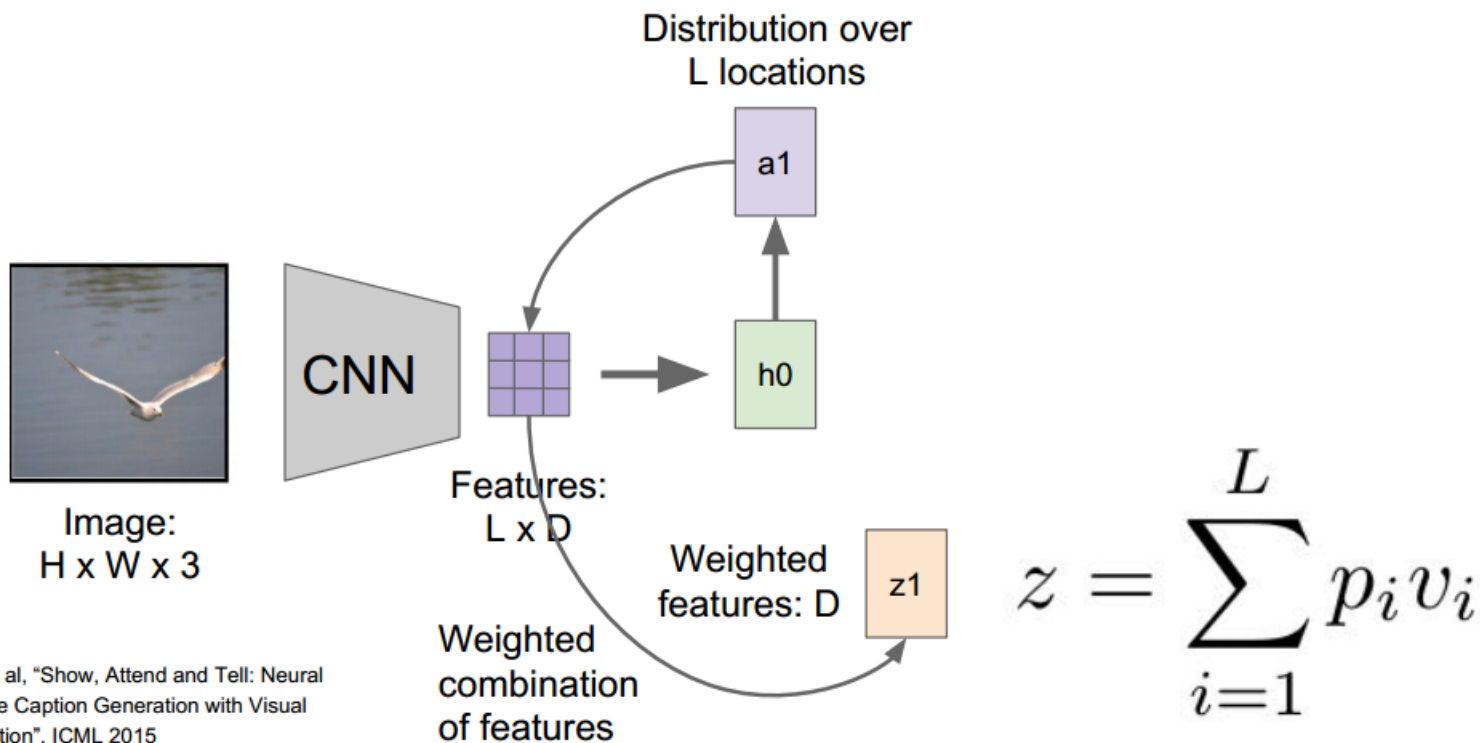 Distribution over
L locations
a1
CNN
h0
Features:
L x D
Image:
H x W x 3
Weighted
features: D
z1
z = \sum_{i=1}^{L} p_i v_i
Weighted
combination
of features
al, “Show, Attend and Tell: Neural
e Caption Generation with Visual
tion”, ICML 2015